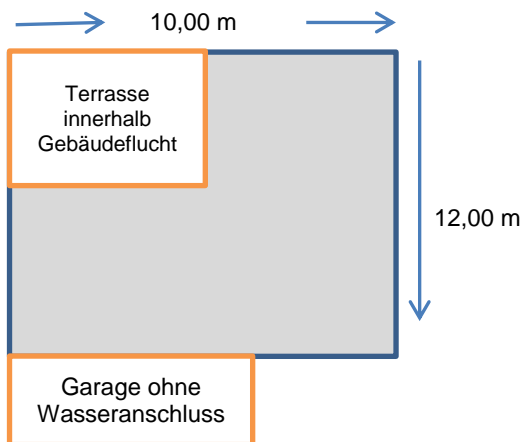 10,00 m
Terrasse
innerhalb
Gebäudeflucht
12,00 m
Garage ohne
Wasseranschluss